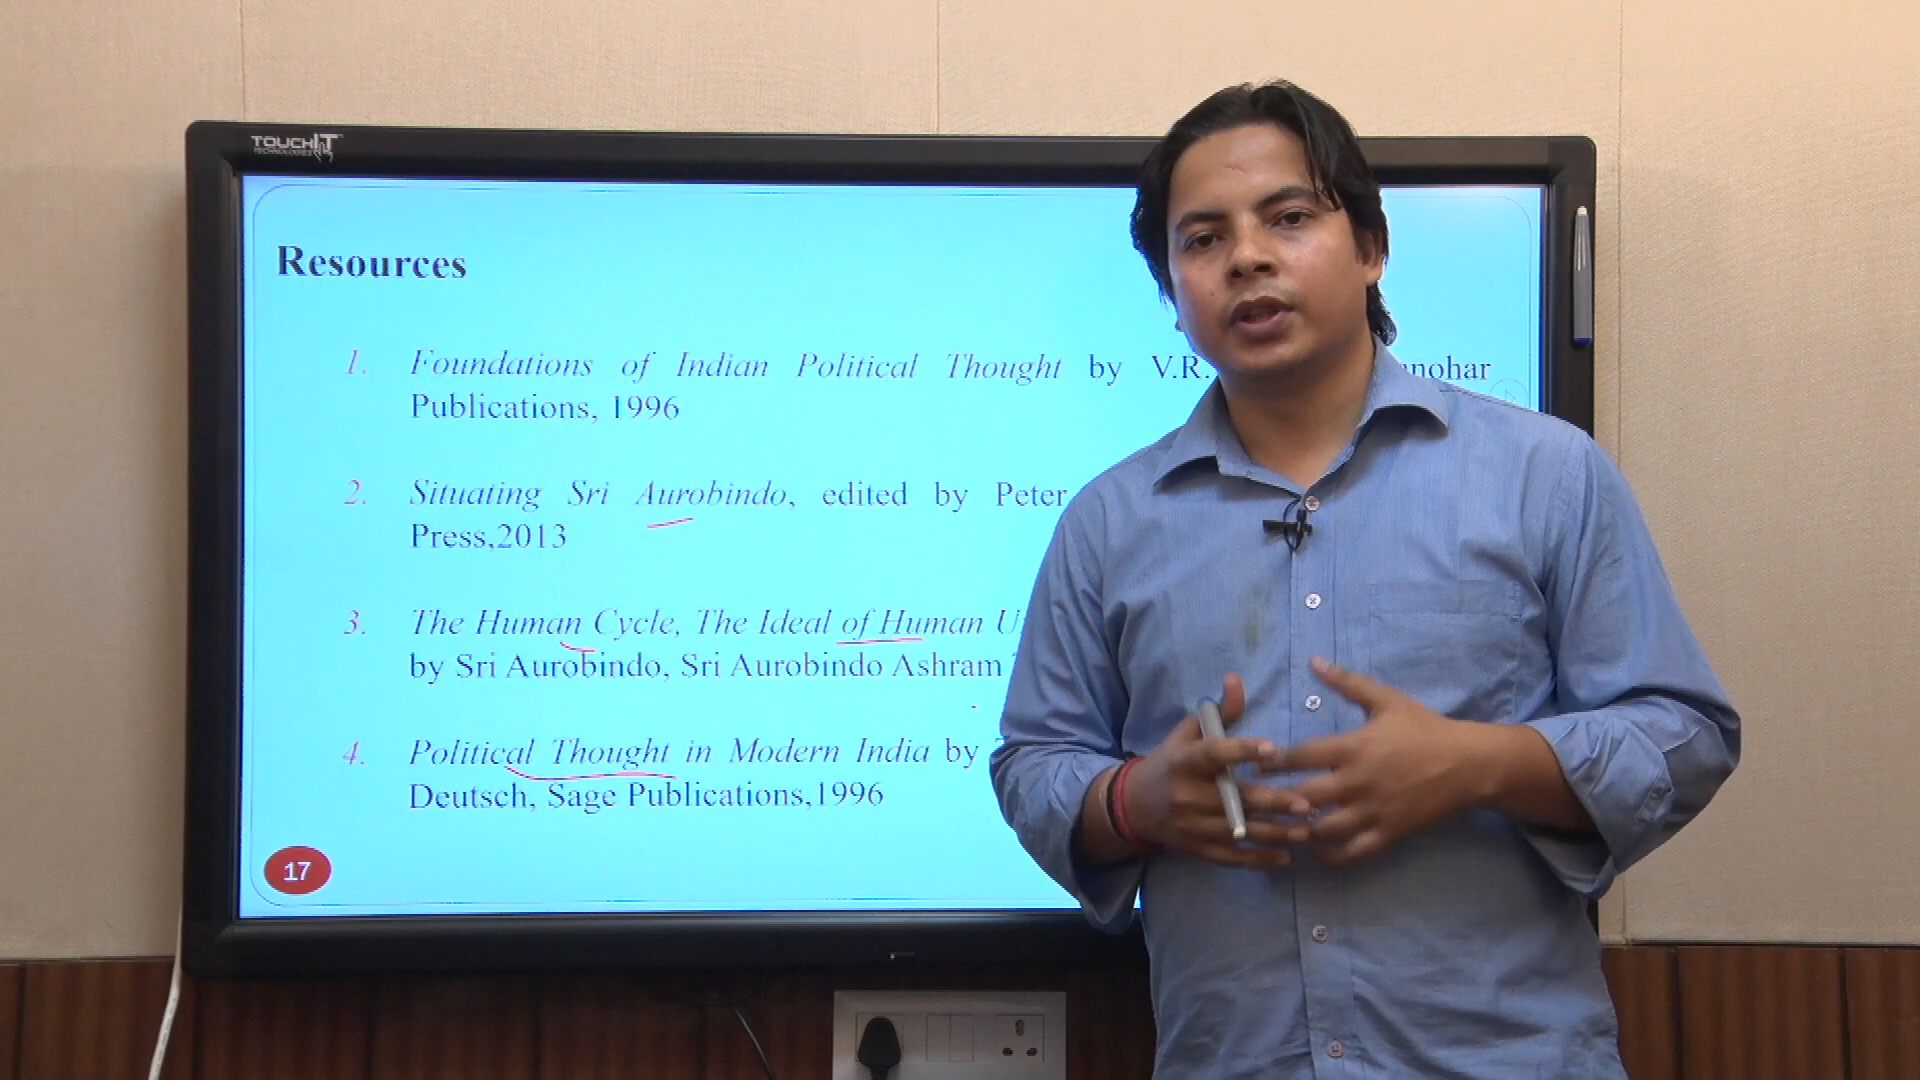 TOUCHIT
TECHNOLOGIES
Resources
1. Foundations of Indian Political Thought by V.R.
Publications, 1996
2. Situating Sri Aurobindo, edited by Peter
Press,2013
3. The Human Cycle, The Ideal of Human
by Sri Aurobindo, Sri Aurobindo Ashram
4. Political Thought in Modern India by
Deutsch, Sage Publications,1996
17